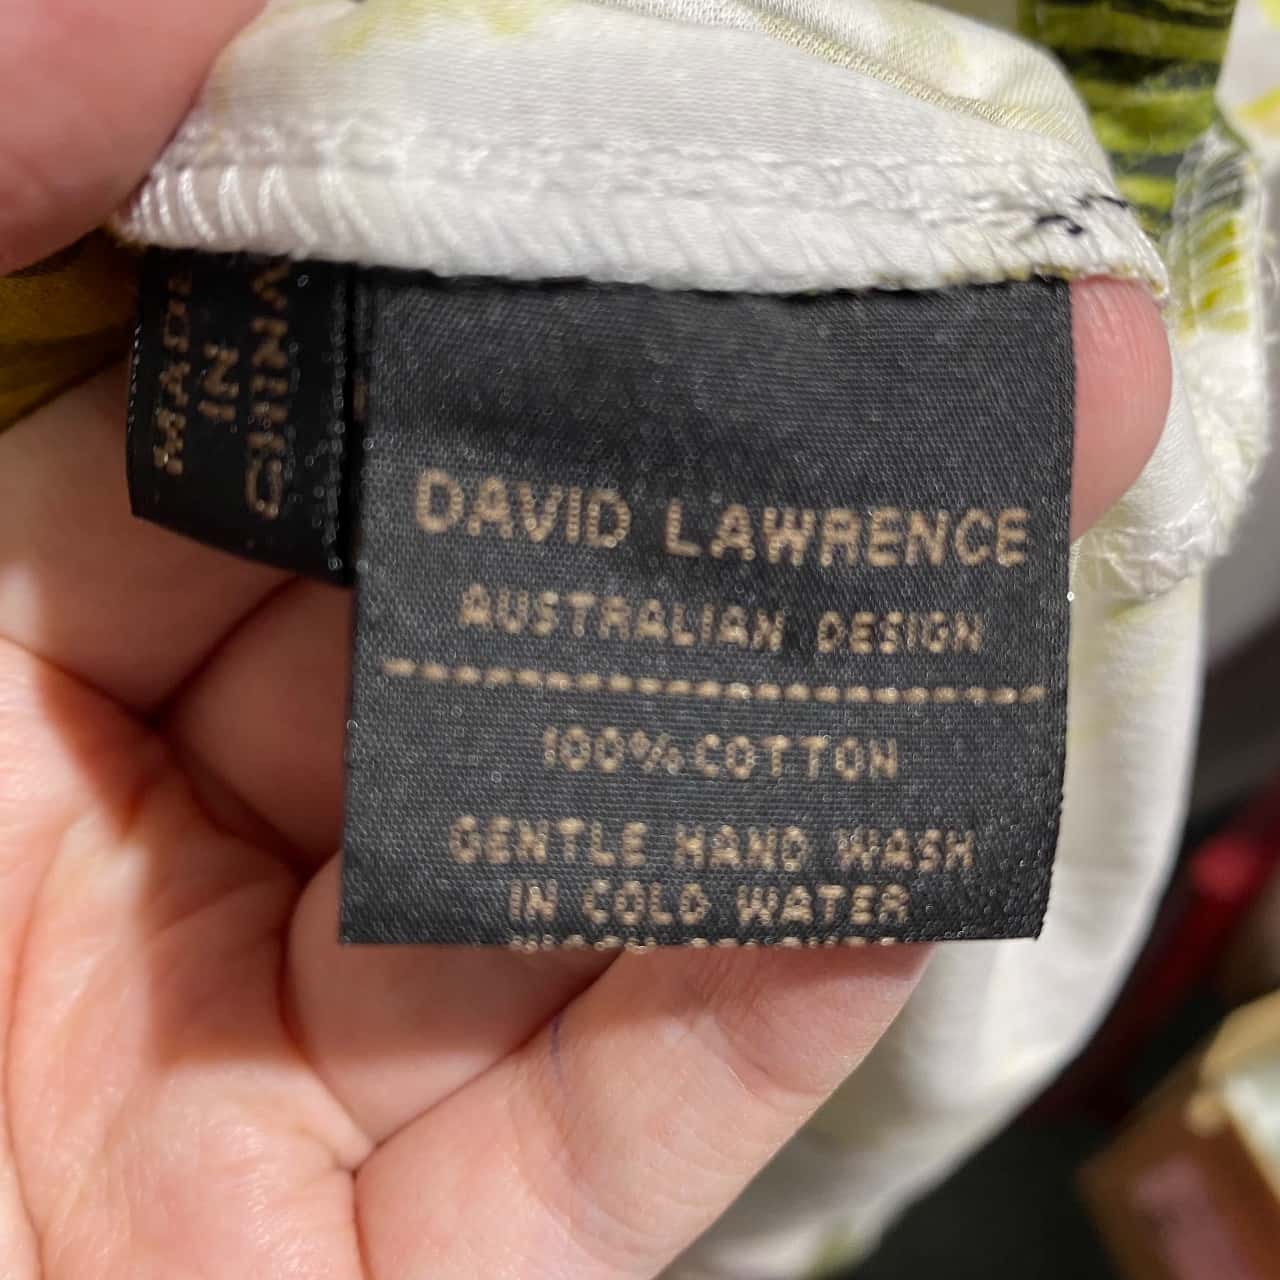 DAVID LAWRENCE
AUSTRALIAN DESIGN
100% COTTON
GENTLE HAND WASH
IN COLD WATER
MADE
IN
CHINA